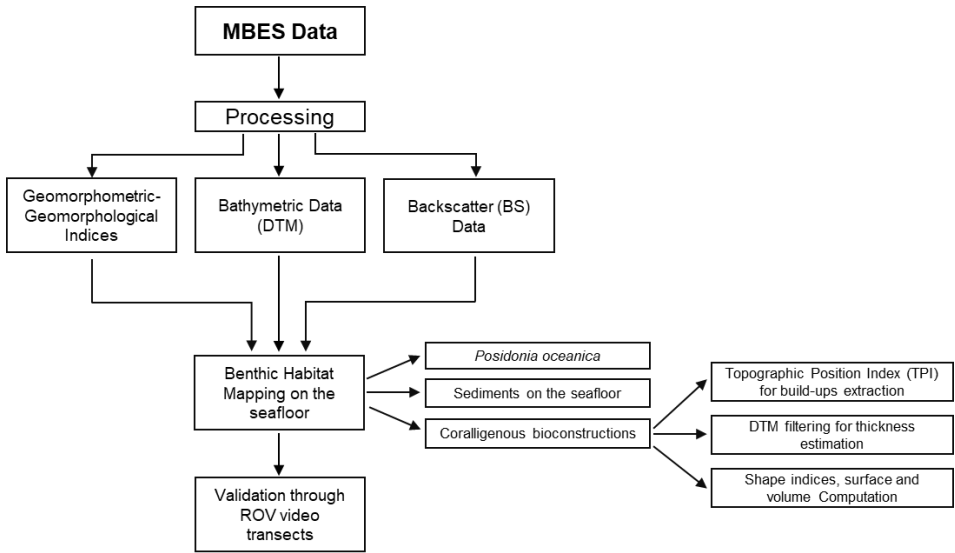 MBES Data
Processing
Geomorphometric-
Geomorphological
Indices
Bathymetric Data
(DTM)
Backscatter (BS)
Data
Benthic Habitat
Mapping on the
seafloor
Posidonia oceanica
Sediments on the seafloor
Coralligenous bioconstructions
Topographic Position Index (TPI)
for build-ups extraction
DTM filtering for thickness
estimation
Shape indices, surface and
volume Computation
Validation through
ROV video
transects